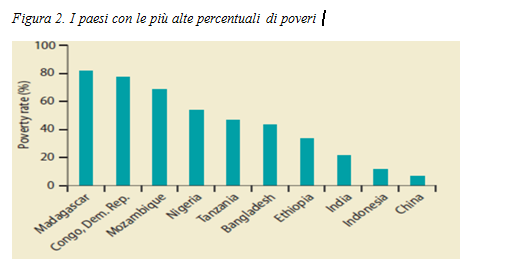 Figura 2. I paesi con le più alte percentuali di poveri
100
80
60
40
20
0
Poverty rate (%)
Madagascar
Congo, Dem. Rep.
Mozambique
Nigeria
Tanzania
Bangladesh
Ethiopia
India
Indonesia
China